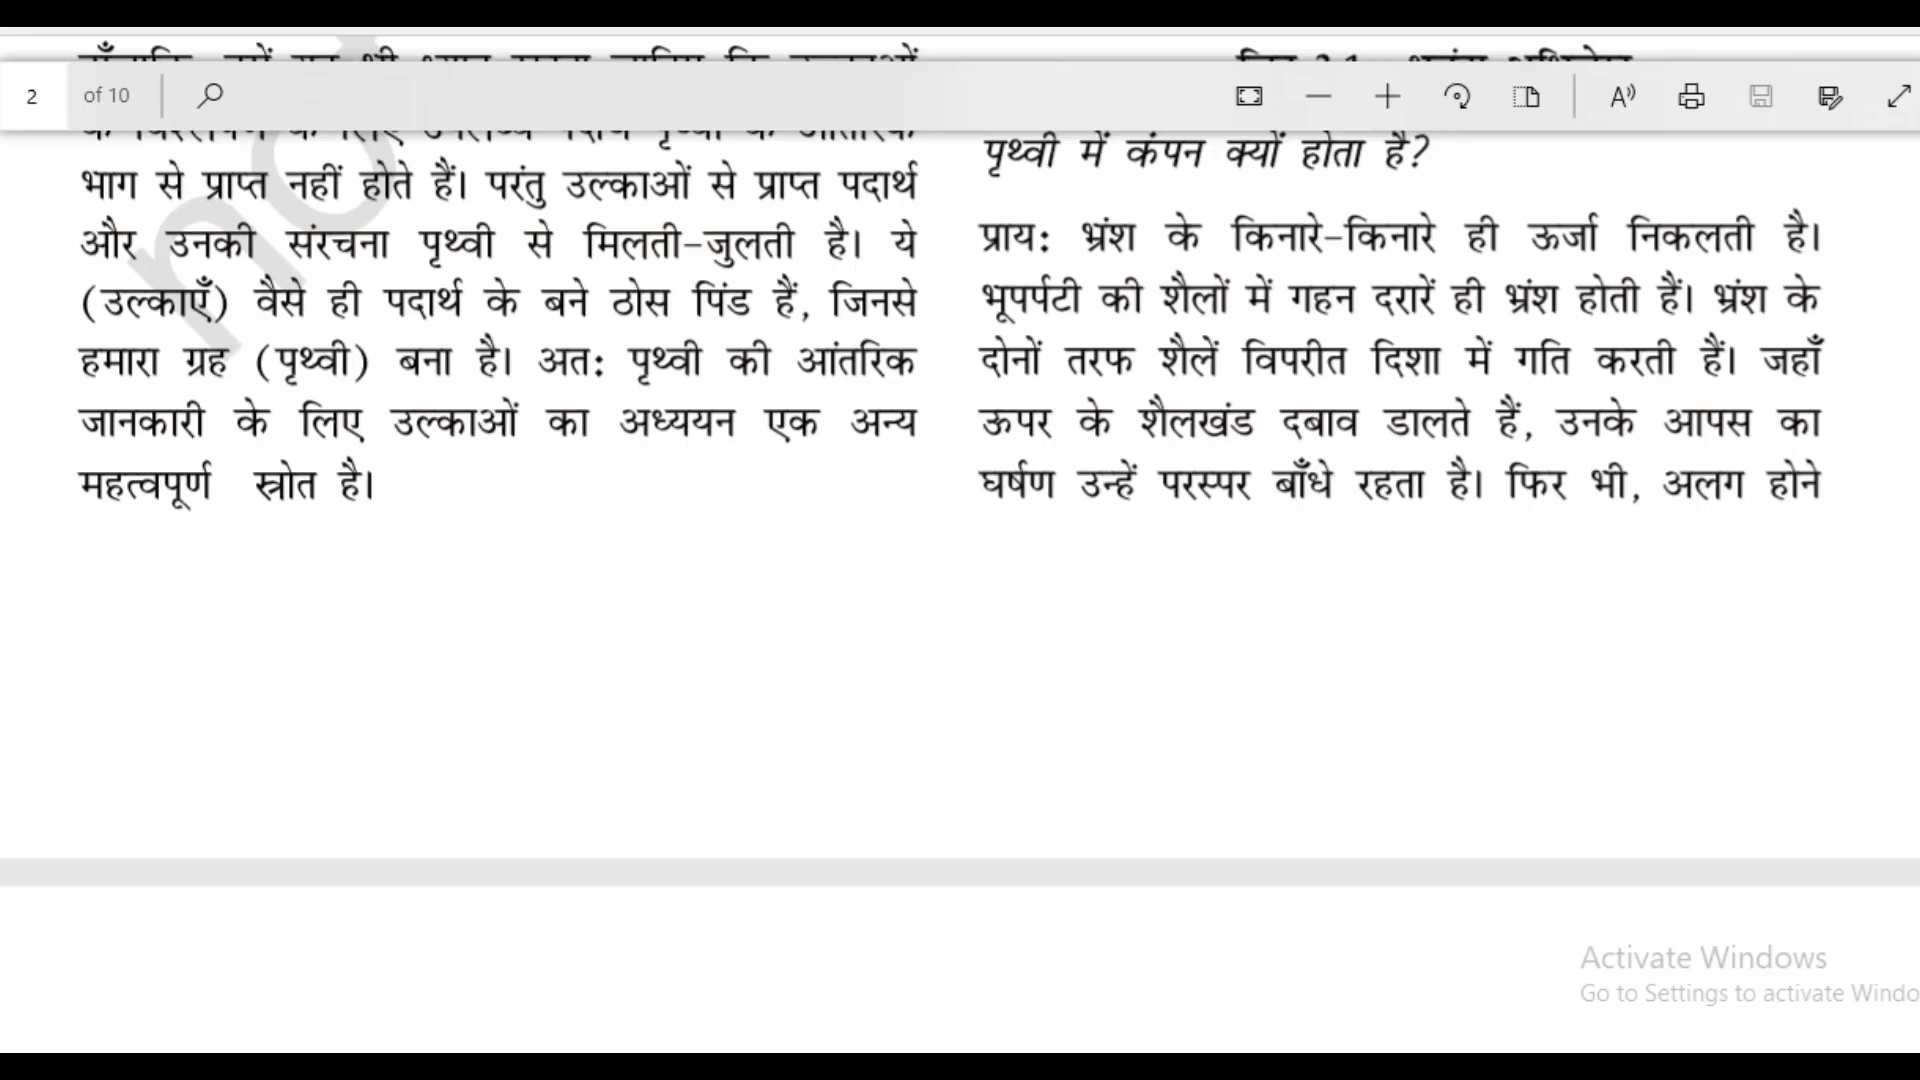 2 of 10
भाग से प्राप्त नहीं होते हैं। परंतु उल्काओं से प्राप्त पदार्थ
और उनकी संरचना पृथ्वी से मिलती-जुलती है। ये
(उल्काएँ) वैसे ही पदार्थ के बने ठोस पिंड हैं, जिनसे
हमारा ग्रह (पृथ्वी) बना है। अत: पृथ्वी की आंतरिक
जानकारी के लिए उल्काओं का अध्ययन एक अन्य
महत्वपूर्ण स्रोत है।
पृथ्वी में कंपन क्यों होता है?
प्राय: भ्रंश के किनारे-किनारे ही ऊर्जा निकलती है।
भूपर्पटी की शैलों में गहन दरारें ही भ्रंश होती हैं। भ्रंश के
दोनों तरफ शैलें विपरीत दिशा में गति करती हैं। जहाँ
ऊपर के शैलखंड दबाव डालते हैं, उनके आपस का
घर्षण उन्हें परस्पर बाँधे रहता है। फिर भी, अलग होने
Activate Windows
Go to Settings to activate Windo